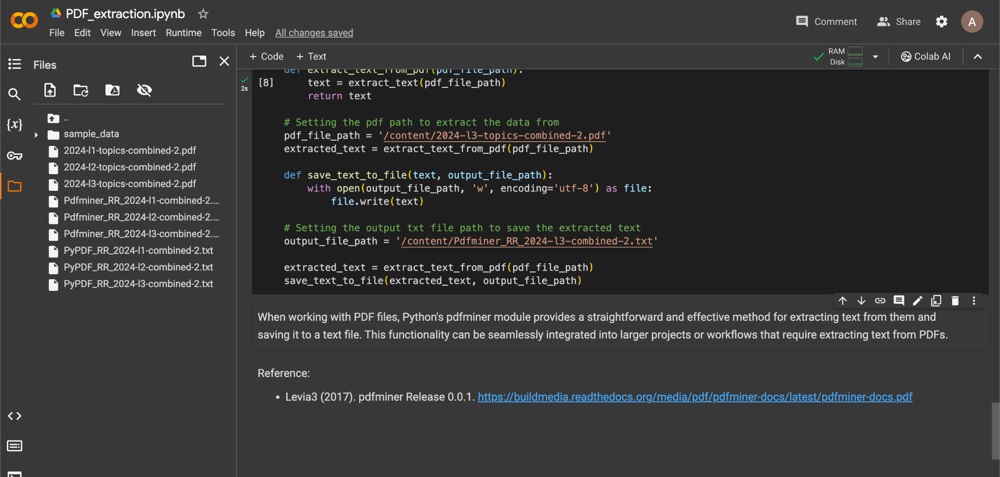 PDF_extraction.ipynb
File Edit View Insert Runtime Tools Help All changes saved
Comment Share A
Files
+ Code + Text
RAM
Disk
Colab AI
..
sample_data
2024-l1-topics-combined-2.pdf
2024-l2-topics-combined-2.pdf
2024-l3-topics-combined-2.pdf
Pdfminer_RR_2024-l1-combined-2....
Pdfminer_RR_2024-l2-combined-2....
Pdfminer_RR_2024-l3-combined-2....
PyPDF_RR_2024-l1-combined-2.txt
PyPDF_RR_2024-l2-combined-2.txt
PyPDF_RR_2024-l3-combined-2.txt
{x}
2s
[8]
def extract_text_from_pdf(pdf_file_path):
text = extract_text(pdf_file_path)
return text
# Setting the pdf path to extract the data from
pdf_file_path = '/content/2024-l3-topics-combined-2.pdf'
extracted_text = extract_text_from_pdf(pdf_file_path)
def save_text_to_file(text, output_file_path):
with open(output_file_path, 'w', encoding='utf-8') as file:
file.write(text)
# Setting the output txt file path to save the extracted text
output_file_path = '/content/Pdfminer_RR_2024-l3-combined-2.txt'
extracted_text = extract_text_from_pdf(pdf_file_path)
save_text_to_file(extracted_text, output_file_path)
When working with PDF files, Python's pdfminer module provides a straightforward and effective method for extracting text from them and
saving it to a text file. This functionality can be seamlessly integrated into larger projects or workflows that require extracting text from PDFs.
Reference:
• Levia3 (2017). pdfminer Release 0.0.1. https://buildmedia.readthedocs.org/media/pdf/pdfminer-docs/latest/pdfminer-docs.pdf